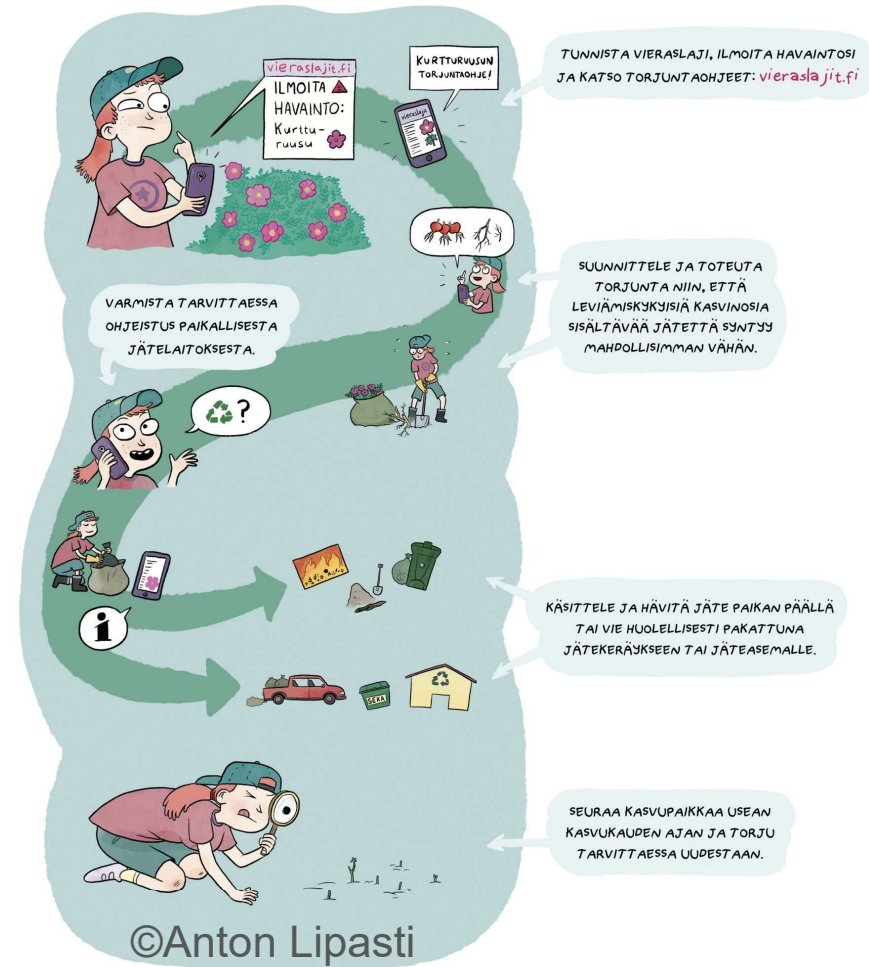 vieraslajit.fi
ILMOITA
HAVAINTO:
Kurttu-
ruusu
KURTTURUUSUN
TORJUNTAOHJE!
vieraslaji
TUNNISTA VIERASLAJI, ILMOITA HAVAINTOSI
JA KATSO TORJUNTAOHJEET: vieraslajit.fi
SUUNNITTELE JA TOTEUTA
TORJUNTA NIIN, ETTÄ
LEVIÄMISKYKYISIÄ KASVINOSIA
SISÄLTÄVÄÄ JÄTETTÄ SYNTYY
MAHDOLLISIMMAN VÄHÄN.
VARMISTA TARVITTAESSA
OHJEISTUS PAIKALLISESTA
JÄTELAITOKSESTA.
?
i
KÄSITTELE JA HÄVITÄ JÄTE PAIKAN PÄÄLLÄ
TAI VIE HUOLELLISESTI PAKATTUNA
JÄTEKERÄYKSEEN TAI JÄTEASEMALLE.
SEKA
SEURAA KASVUPAIKKAA USEAN
KASVUKAUDEN AJAN JA TORJU
TARVITTAESSA UUDESTAAN.
©Anton Lipasti